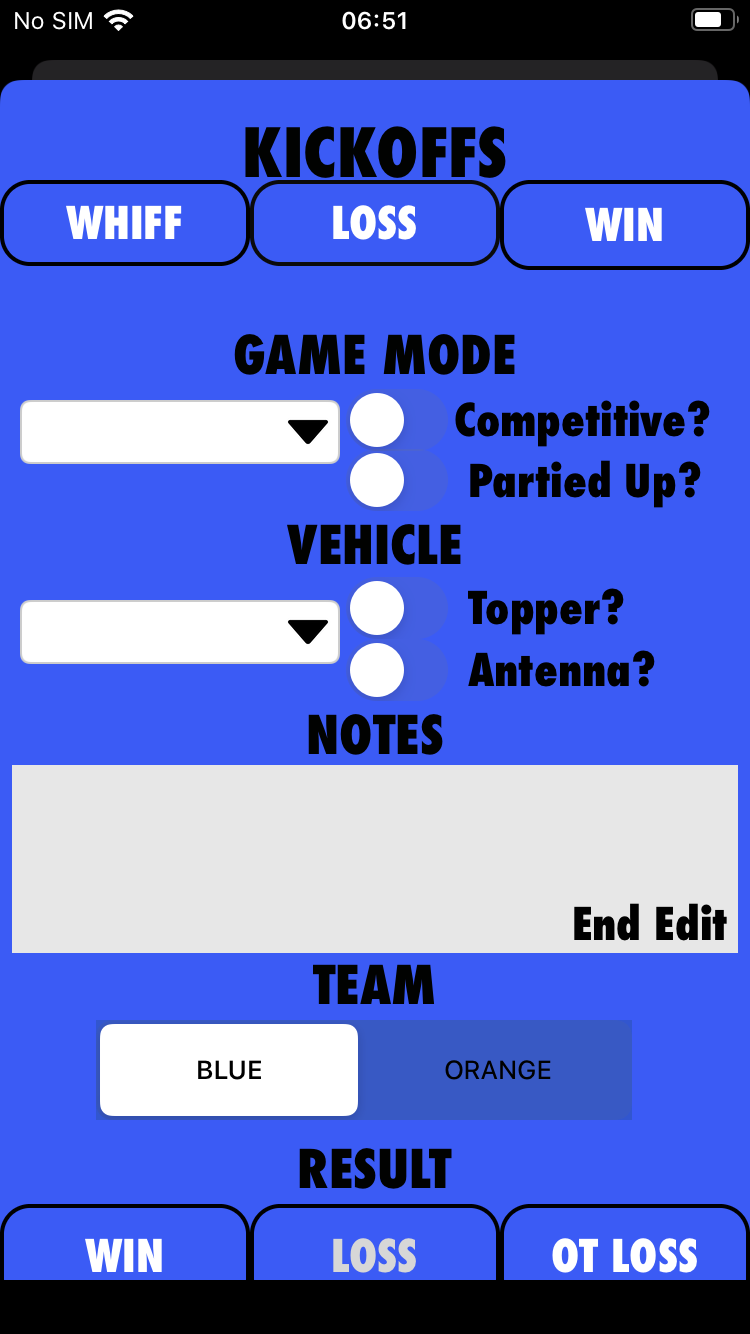 No SIM 06:51
KICKOFFS
WHIFF LOSS WIN
GAME MODE
Competitive?
Partied Up?
VEHICLE
Topper?
Antenna?
NOTES
End Edit
TEAM
BLUE ORANGE
RESULT
WIN LOSS OT LOSS